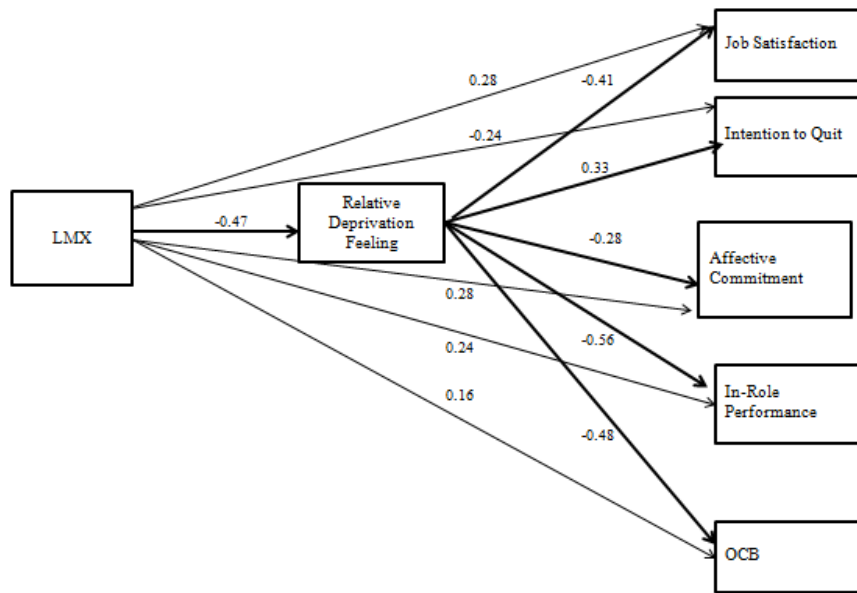 Job Satisfaction
0.28
-0.41
-0.24
Intention to Quit
0.33
Relative
Deprivation
Feeling
-0.47
LMX
-0.28
Affective
Commitment
0.28
-0.56
0.24
In-Role
Performance
0.16
-0.48
OCB